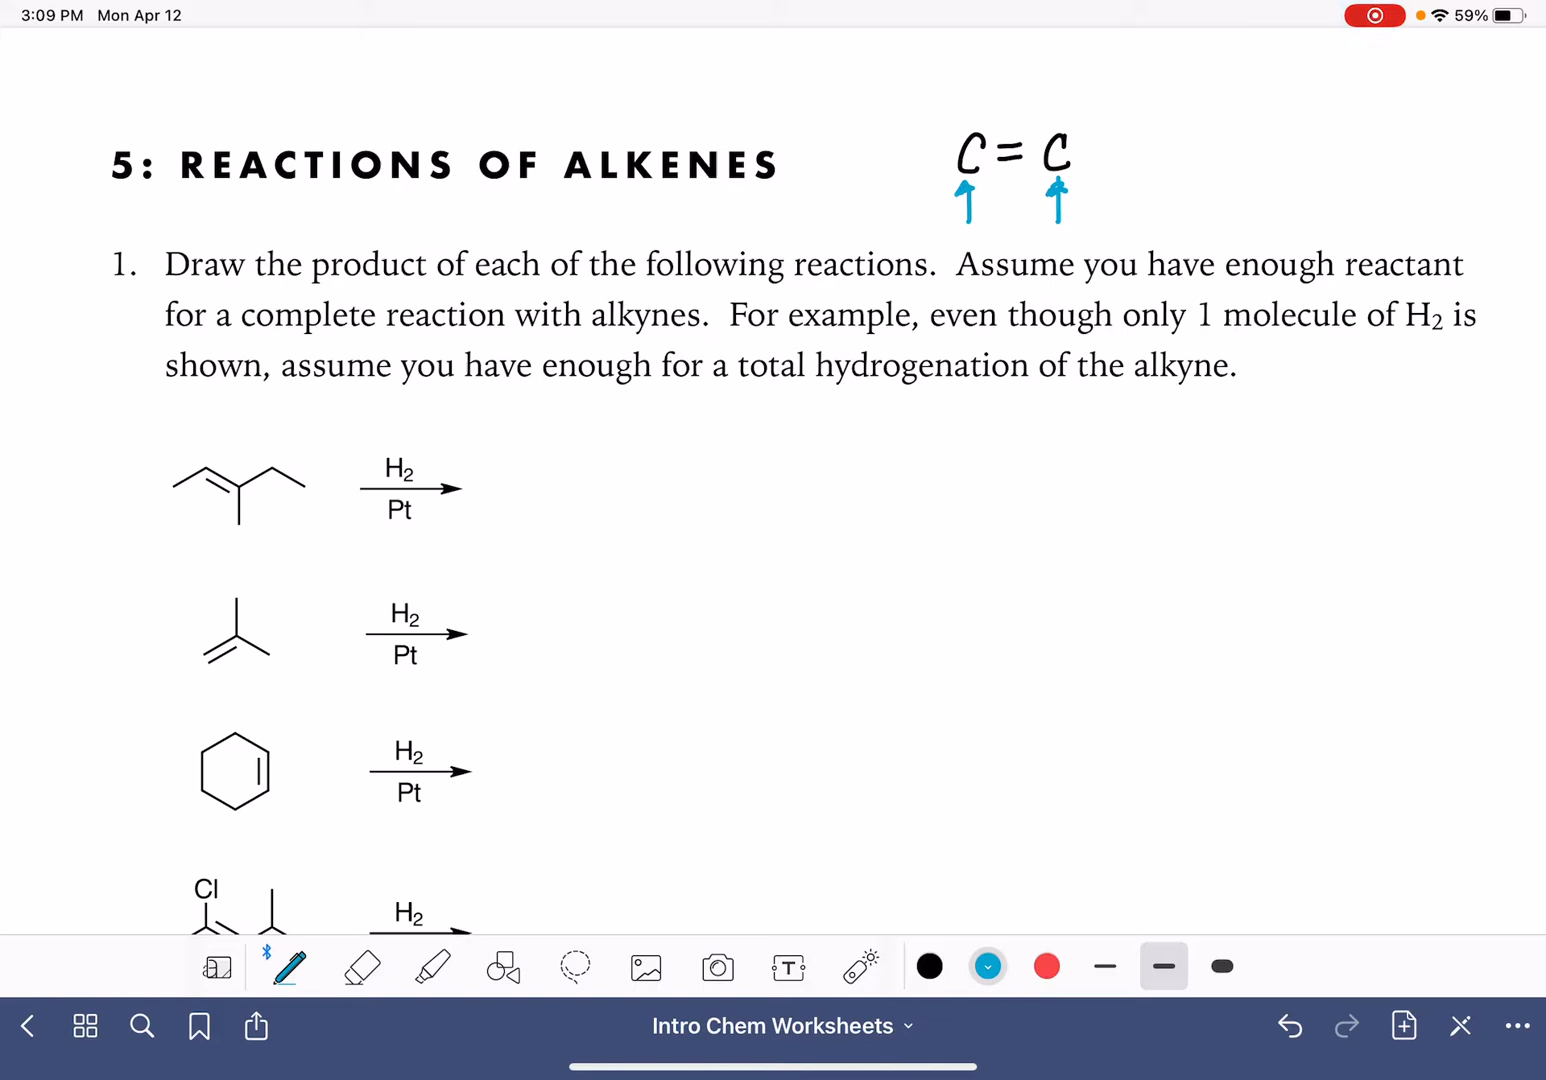 3:09 PM Mon Apr 12
59%
5: REACTIONS OF ALKENES
C = C
1. Draw the product of each of the following reactions. Assume you have enough reactant
for a complete reaction with alkynes. For example, even though only 1 molecule of H₂ is
shown, assume you have enough for a total hydrogenation of the alkyne.
H₂
Pt
H₂
Pt
H₂
Pt
Cl
H₂
a
T
Intro Chem Worksheets